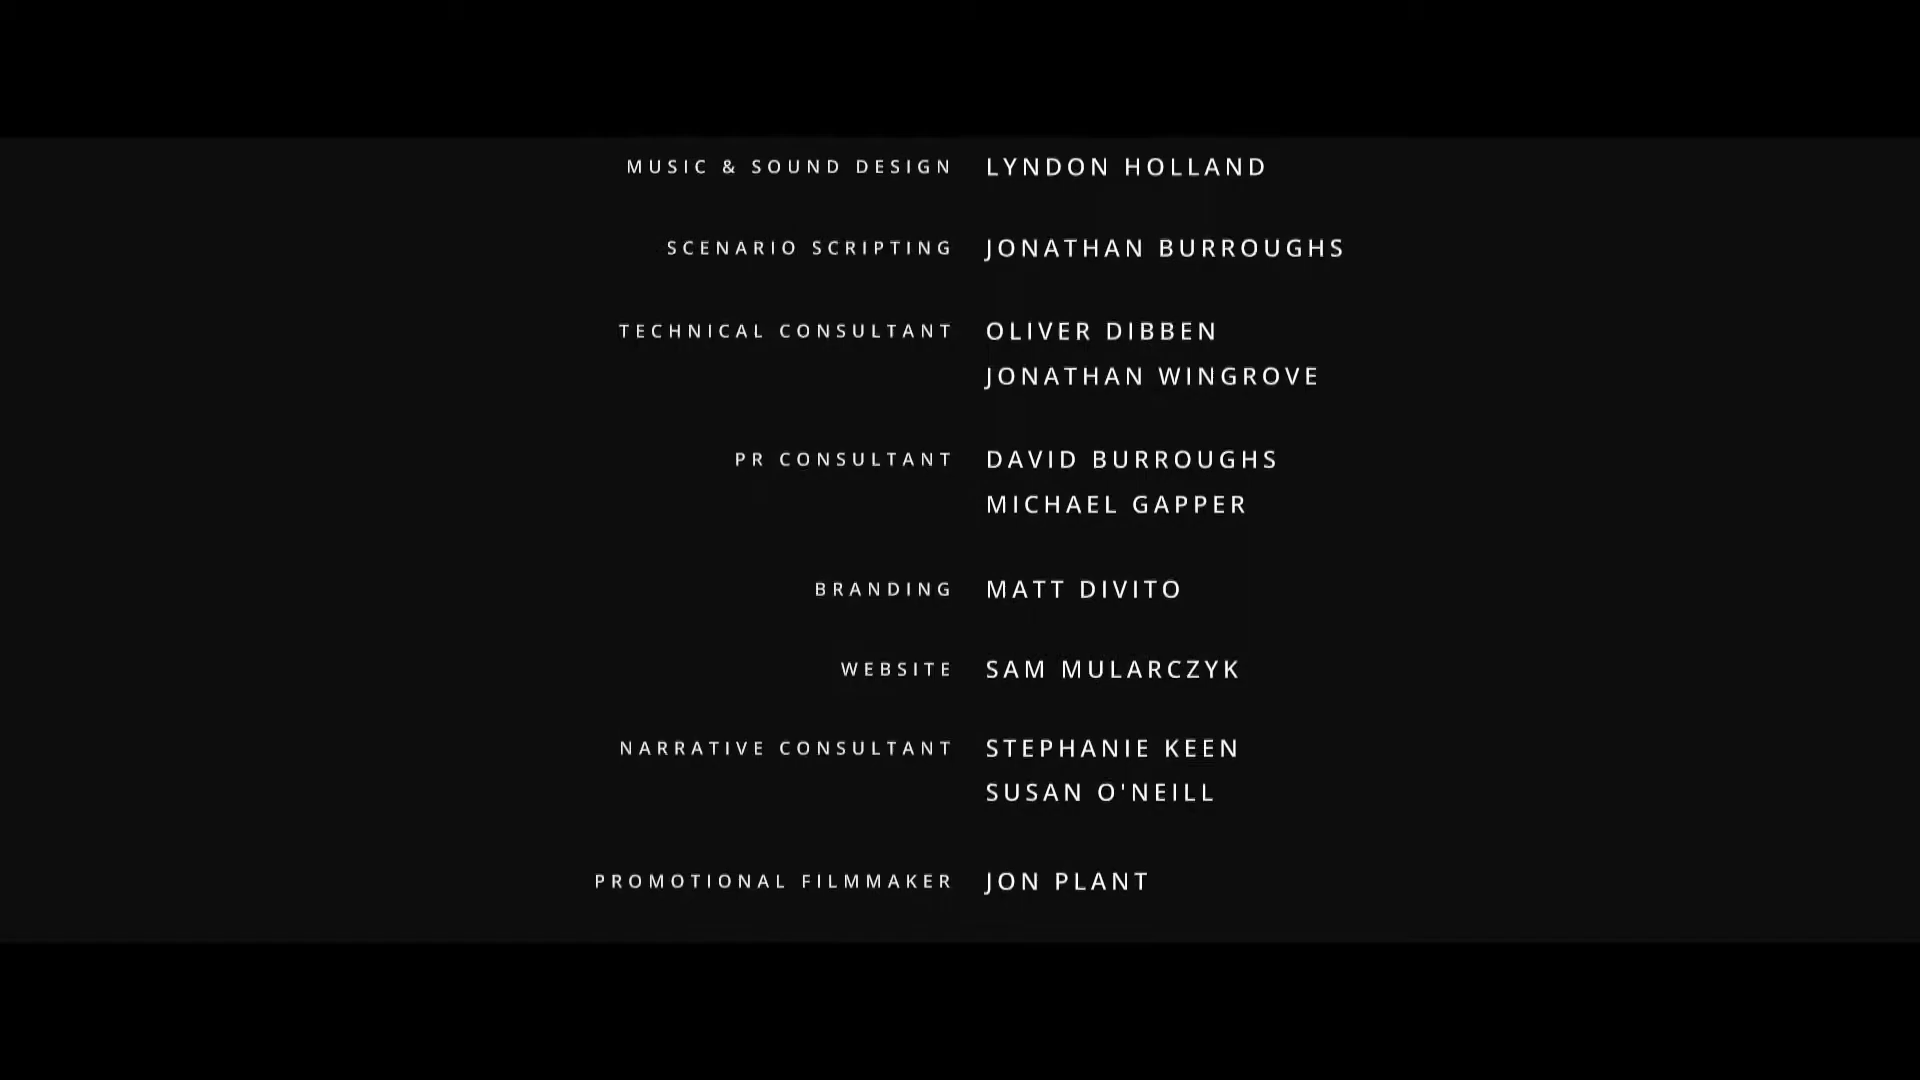 MUSIC & SOUND DESIGN LYNDON HOLLAND
SCENARIO SCRIPTING JONATHAN BURROUGHS
TECHNICAL CONSULTANT OLIVER DIBBEN
JONATHAN WINGROVE
PR CONSULTANT DAVID BURROUGHS
MICHAEL GAPPER
BRANDING MATT DIVITO
WEBSITE SAM MULARCZYK
NARRATIVE CONSULTANT STEPHANIE KEEN
SUSAN O'NEILL
PROMOTIONAL FILMMAKER JON PLANT